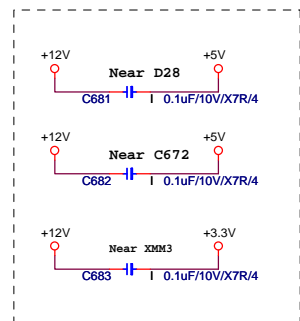 +12V +5V
Near D28
C681 I 0.1uF/10V/X7R/4
+12V +5V
Near C672
C682 I 0.1uF/10V/X7R/4
+12V +3.3V
Near XMM3
C683 I 0.1uF/10V/X7R/4